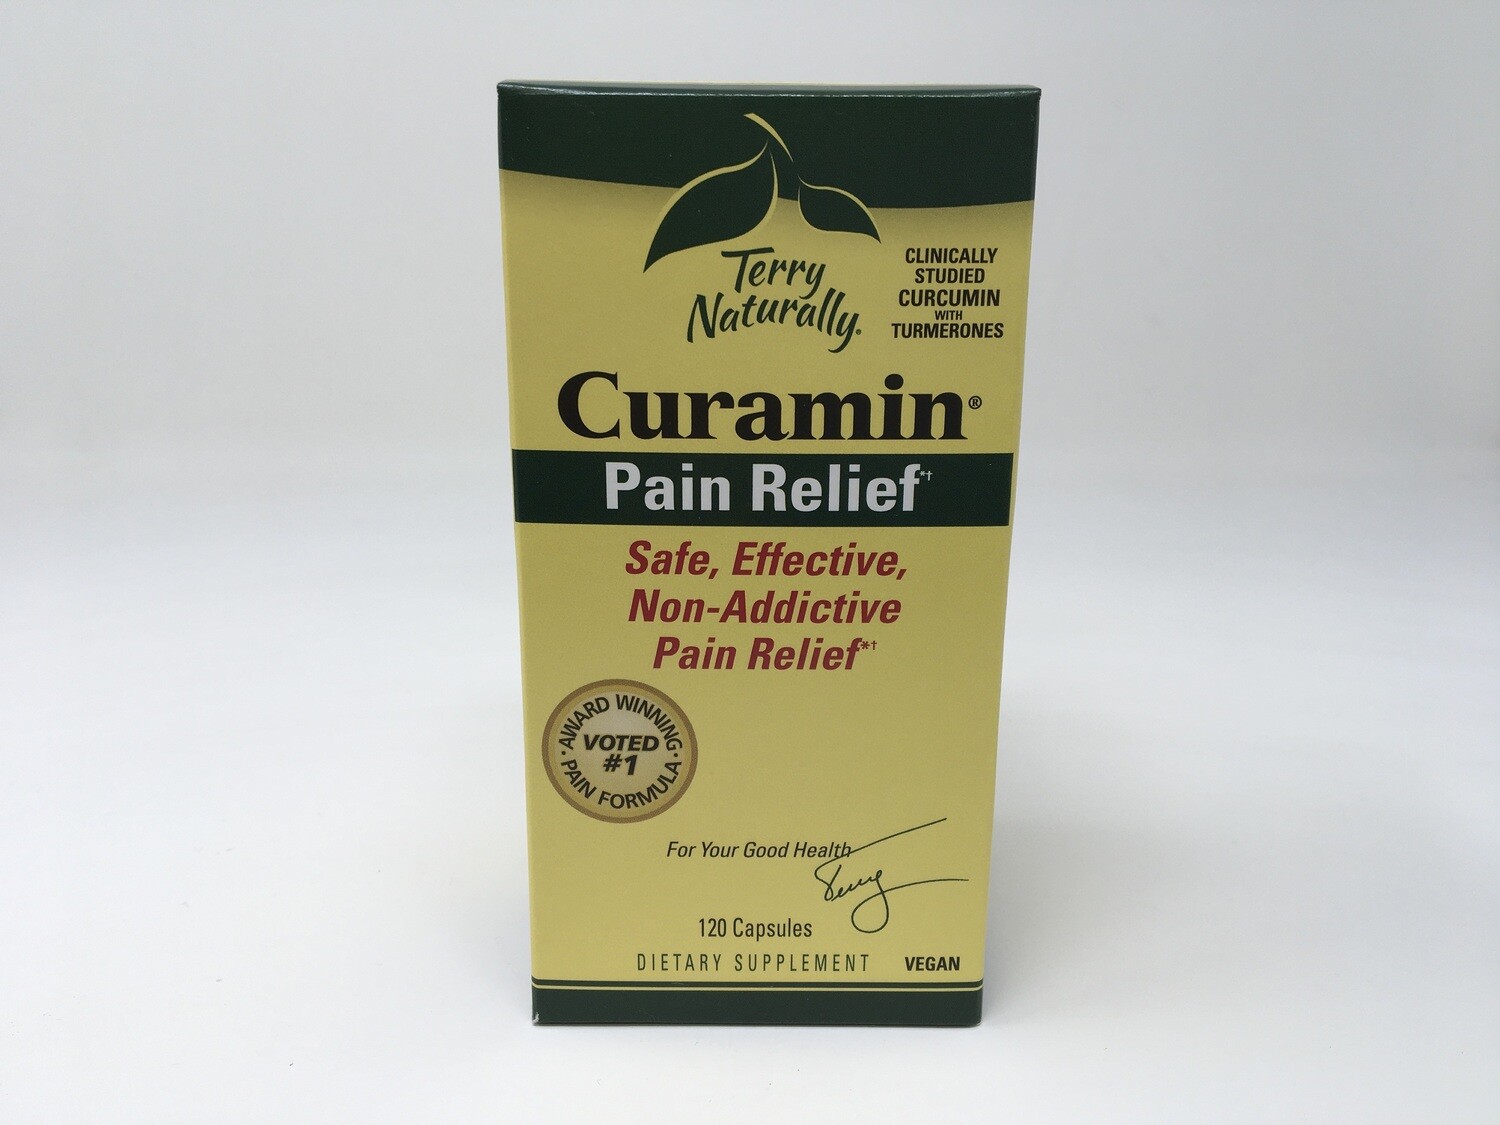 Terry
Naturally®
CLINICALLY
STUDIED
CURCUMIN
WITH
TURMERONES
Curamin®
Pain Relief*†
Safe, Effective,
Non-Addictive
Pain Relief*†
AWARD WINNING
VOTED
#1
PAIN FORMULA
For Your Good Health
Terry
120 Capsules
DIETARY SUPPLEMENT
VEGAN